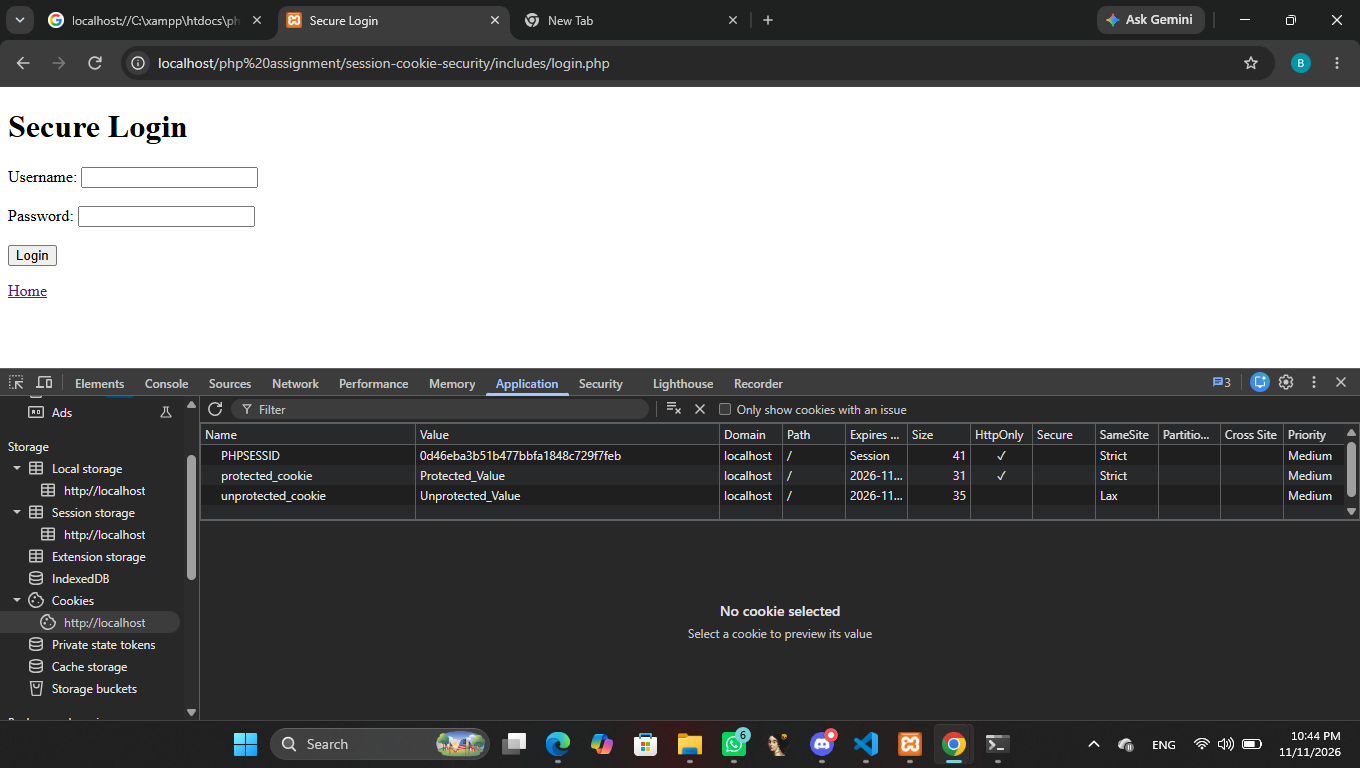 localhost://C:\xampp\htdocs\ph
Secure Login
New Tab
Ask Gemini
localhost/php%20assignment/session-cookie-security/includes/login.php
B
Secure Login
Username:
Password:
Login
Home
Elements Console Sources Network Performance Memory Application Security Lighthouse Recorder 3
Ads
Filter
Only show cookies with an issue
Storage
Local storage
http://localhost
Session storage
http://localhost
Extension storage
IndexedDB
Cookies
http://localhost
Private state tokens
Cache storage
Storage buckets
Name Value Domain Path Expires ... Size HttpOnly Secure SameSite Partitio... Cross Site Priority
PHPSESSID 0d46eba3b51b477bbfa1848c729f7feb localhost / Session 41 ✓ Strict Medium
protected_cookie Protected_Value localhost / 2026-11... 31 ✓ Strict Medium
unprotected_cookie Unprotected_Value localhost / 2026-11... 35 Lax Medium
No cookie selected
Select a cookie to preview its value
Search
6
ENG
10:44 PM
11/11/2026